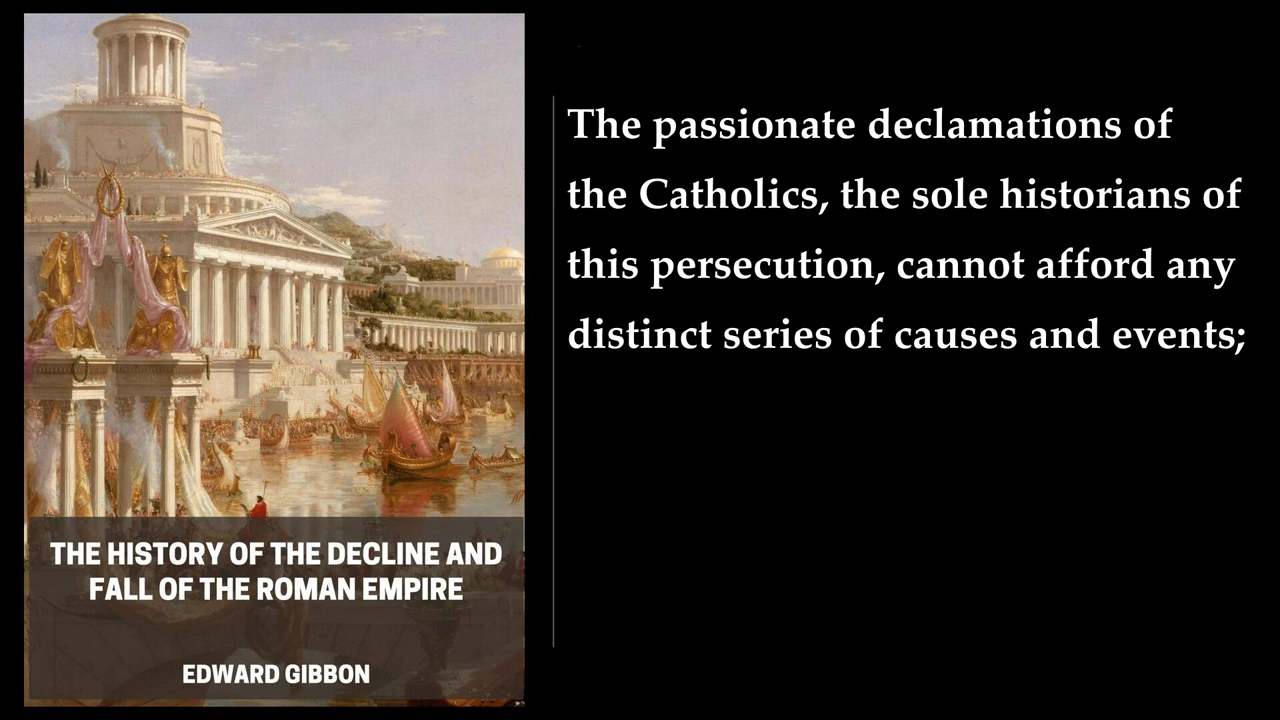 THE HISTORY OF THE DECLINE AND
FALL OF THE ROMAN EMPIRE
EDWARD GIBBON
The passionate declamations of
the Catholics, the sole historians of
this persecution, cannot afford any
distinct series of causes and events;